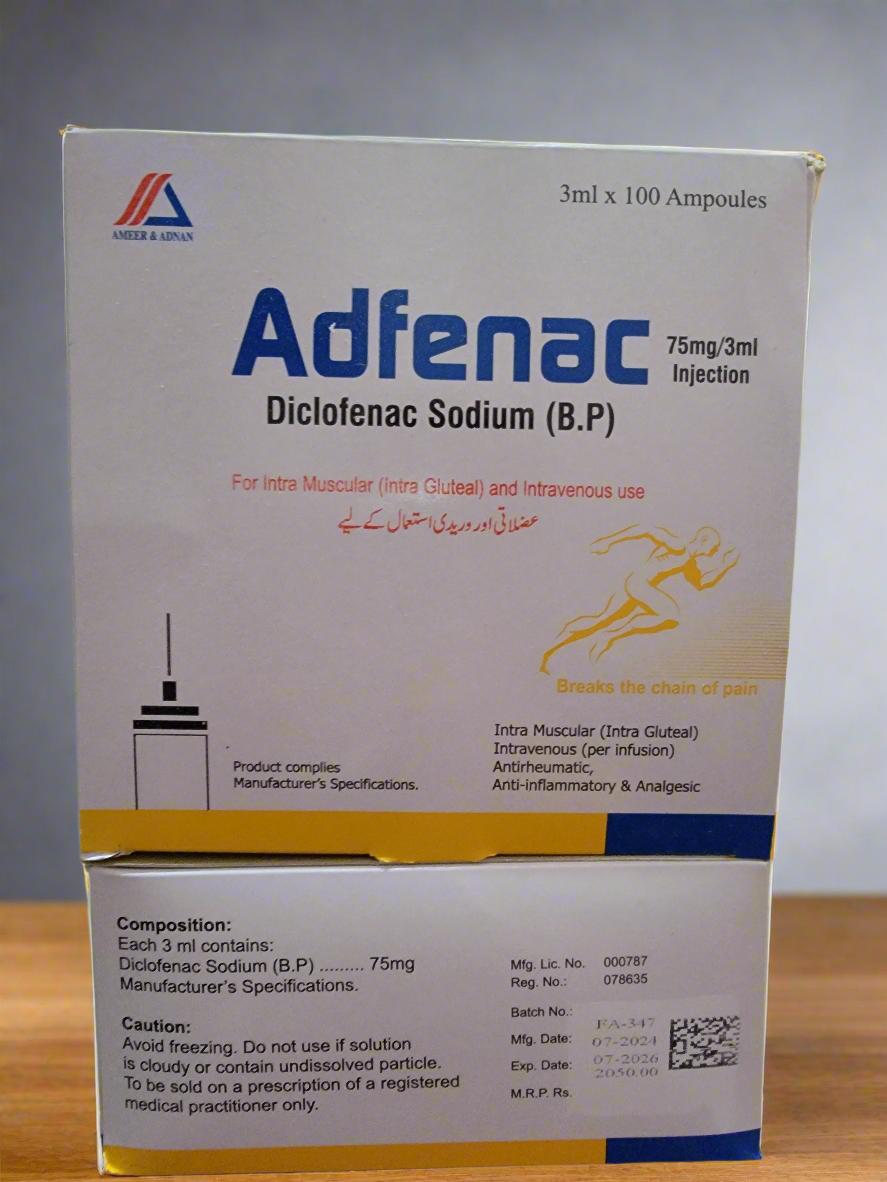 AMEER & ADNAN
3ml x 100 Ampoules
Adfenac
75mg/3ml
Injection
Diclofenac Sodium (B.P)
For Intra Muscular (intra Gluteal) and Intravenous use
عضلاتی اور وریدی استعمال کے لیے
Breaks the chain of pain
Product complies
Manufacturer's Specifications.
Intra Muscular (Intra Gluteal)
Intravenous (per infusion)
Antirheumatic,
Anti-inflammatory & Analgesic
Composition:
Each 3 ml contains:
Diclofenac Sodium (B.P) ......... 75mg
Manufacturer's Specifications.
Caution:
Avoid freezing. Do not use if solution
is cloudy or contain undissolved particle.
To be sold on a prescription of a registered
medical practitioner only.
Mfg. Lic. No. 000787
Reg. No.: 078635
Batch No.: FA-347
Mfg. Date: 07-2024
Exp. Date: 07-2026
M.R.P. Rs. 2050.00